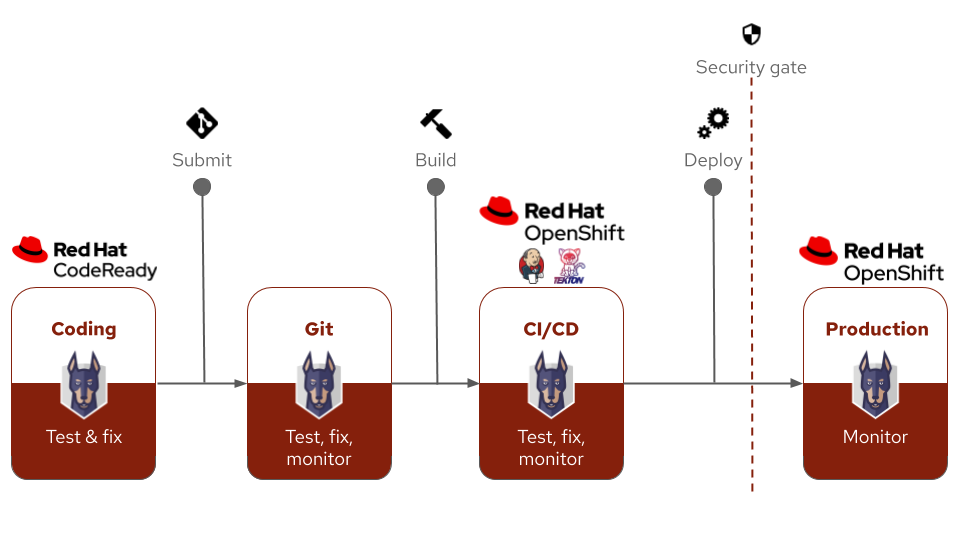 Security gate
Submit
Build
Deploy
Red Hat
CodeReady
Red Hat
OpenShift
TEKTON
Red Hat
OpenShift
Coding
Git
CI/CD
Production
Test & fix
Test, fix,
monitor
Test, fix,
monitor
Monitor